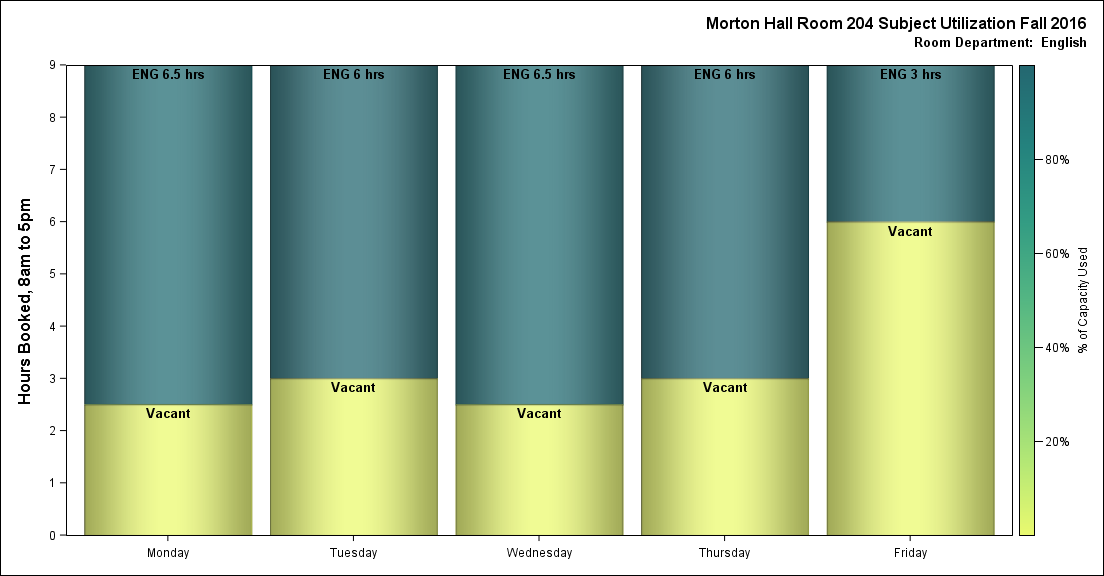 Morton Hall Room 204 Subject Utilization Fall 2016
Room Department: English
Hours Booked, 8am to 5pm
9
8
7
6
5
4
3
2
1
0
ENG 6.5 hrs
ENG 6 hrs
ENG 6.5 hrs
ENG 6 hrs
ENG 3 hrs
Vacant
Vacant
Vacant
Vacant
Vacant
Monday
Tuesday
Wednesday
Thursday
Friday
80%
60%
40%
20%
% of Capacity Used